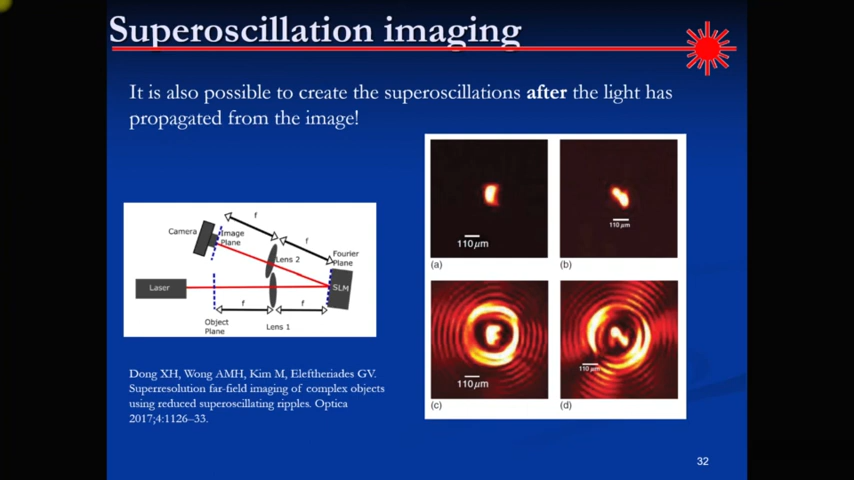 Superoscillation imaging
It is also possible to create the superoscillations after the light has
propagated from the image!
Camera
Image
Plane
f
f
Lens 2
Fourier
Plane
Laser
SLM
f
f
Object
Plane
Lens 1
110 μm
(a)
110 μm
(b)
110 μm
(c)
110 μm
(d)
Dong XH, Wong AMH, Kim M, Eleftheriades GV.
Superresolution far-field imaging of complex objects
using reduced superoscillating ripples. Optica
2017;4:1126–33.
32